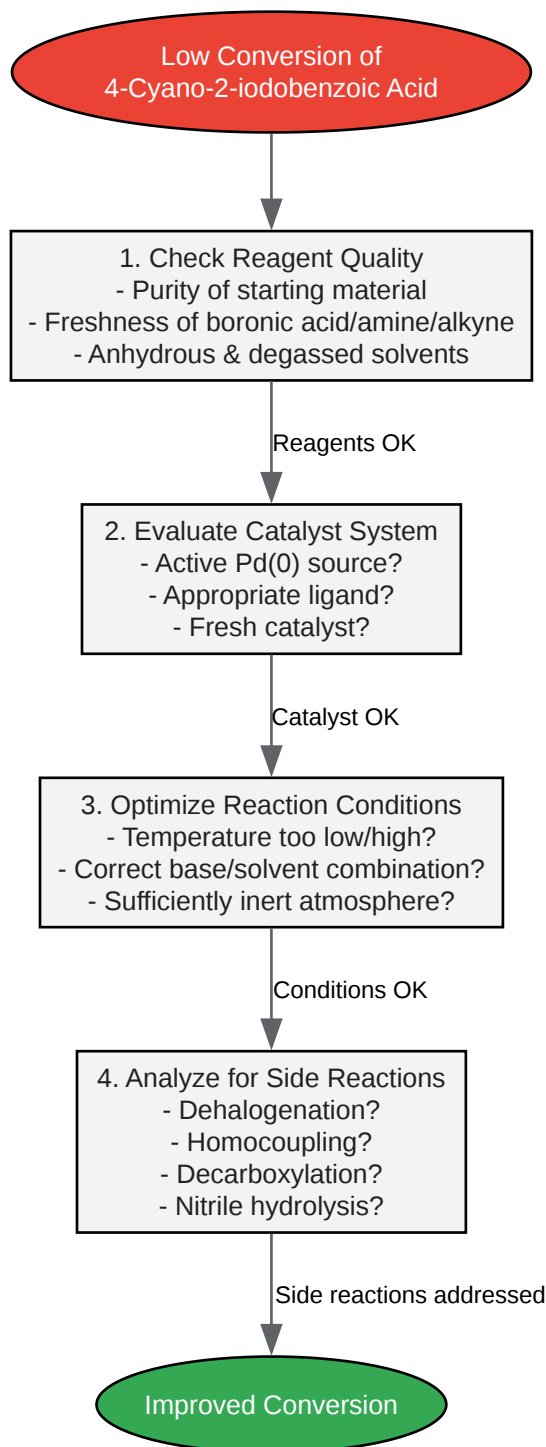 Low Conversion of
4-Cyano-2-iodobenzoic Acid
1. Check Reagent Quality
- Purity of starting material
- Freshness of boronic acid/amine/alkyne
- Anhydrous & degassed solvents
Reagents OK
2. Evaluate Catalyst System
- Active Pd(0) source?
- Appropriate ligand?
- Fresh catalyst?
Catalyst OK
3. Optimize Reaction Conditions
- Temperature too low/high?
- Correct base/solvent combination?
- Sufficiently inert atmosphere?
Conditions OK
4. Analyze for Side Reactions
- Dehalogenation?
- Homocoupling?
- Decarboxylation?
- Nitrile hydrolysis?
Side reactions addressed
Improved Conversion